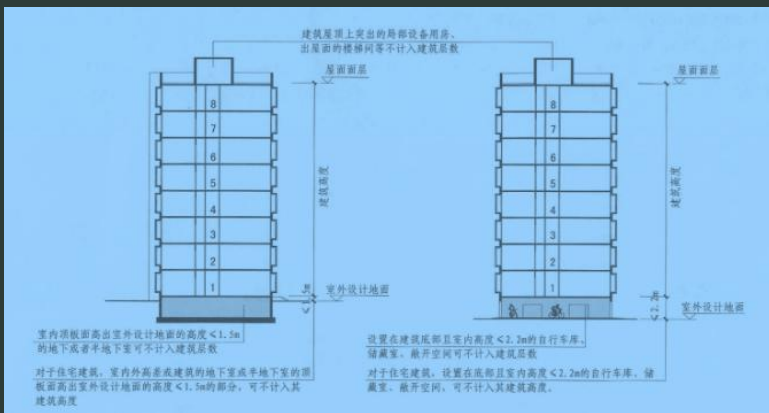 建筑屋顶上突出的局部设备用房、
出屋面的楼梯间等不计入建筑层数
屋面面层
屋面面层
8
7
6
5
4
3
2
1
建筑高度
≤1.5m
室外设计地面
8
7
6
5
4
3
2
1
建筑高度
≤2.2m
室外设计地面
室内顶板面高出室外设计地面的高度≤1.5m
的地下或者半地下室可不计入建筑层数
对于住宅建筑，室内外高差或建筑的地下室或半地下室的顶
板面高出室外设计地面的高度≤1.5m的部分，可不计入其
建筑高度
设置在建筑底部且室内高度≤2.2m的自行车库、
储藏室、敞开空间可不计入建筑层数
对于住宅建筑，设置在底部且室内高度≤2.2m的自行车库、储
藏室、敞开空间，可不计入其建筑高度。